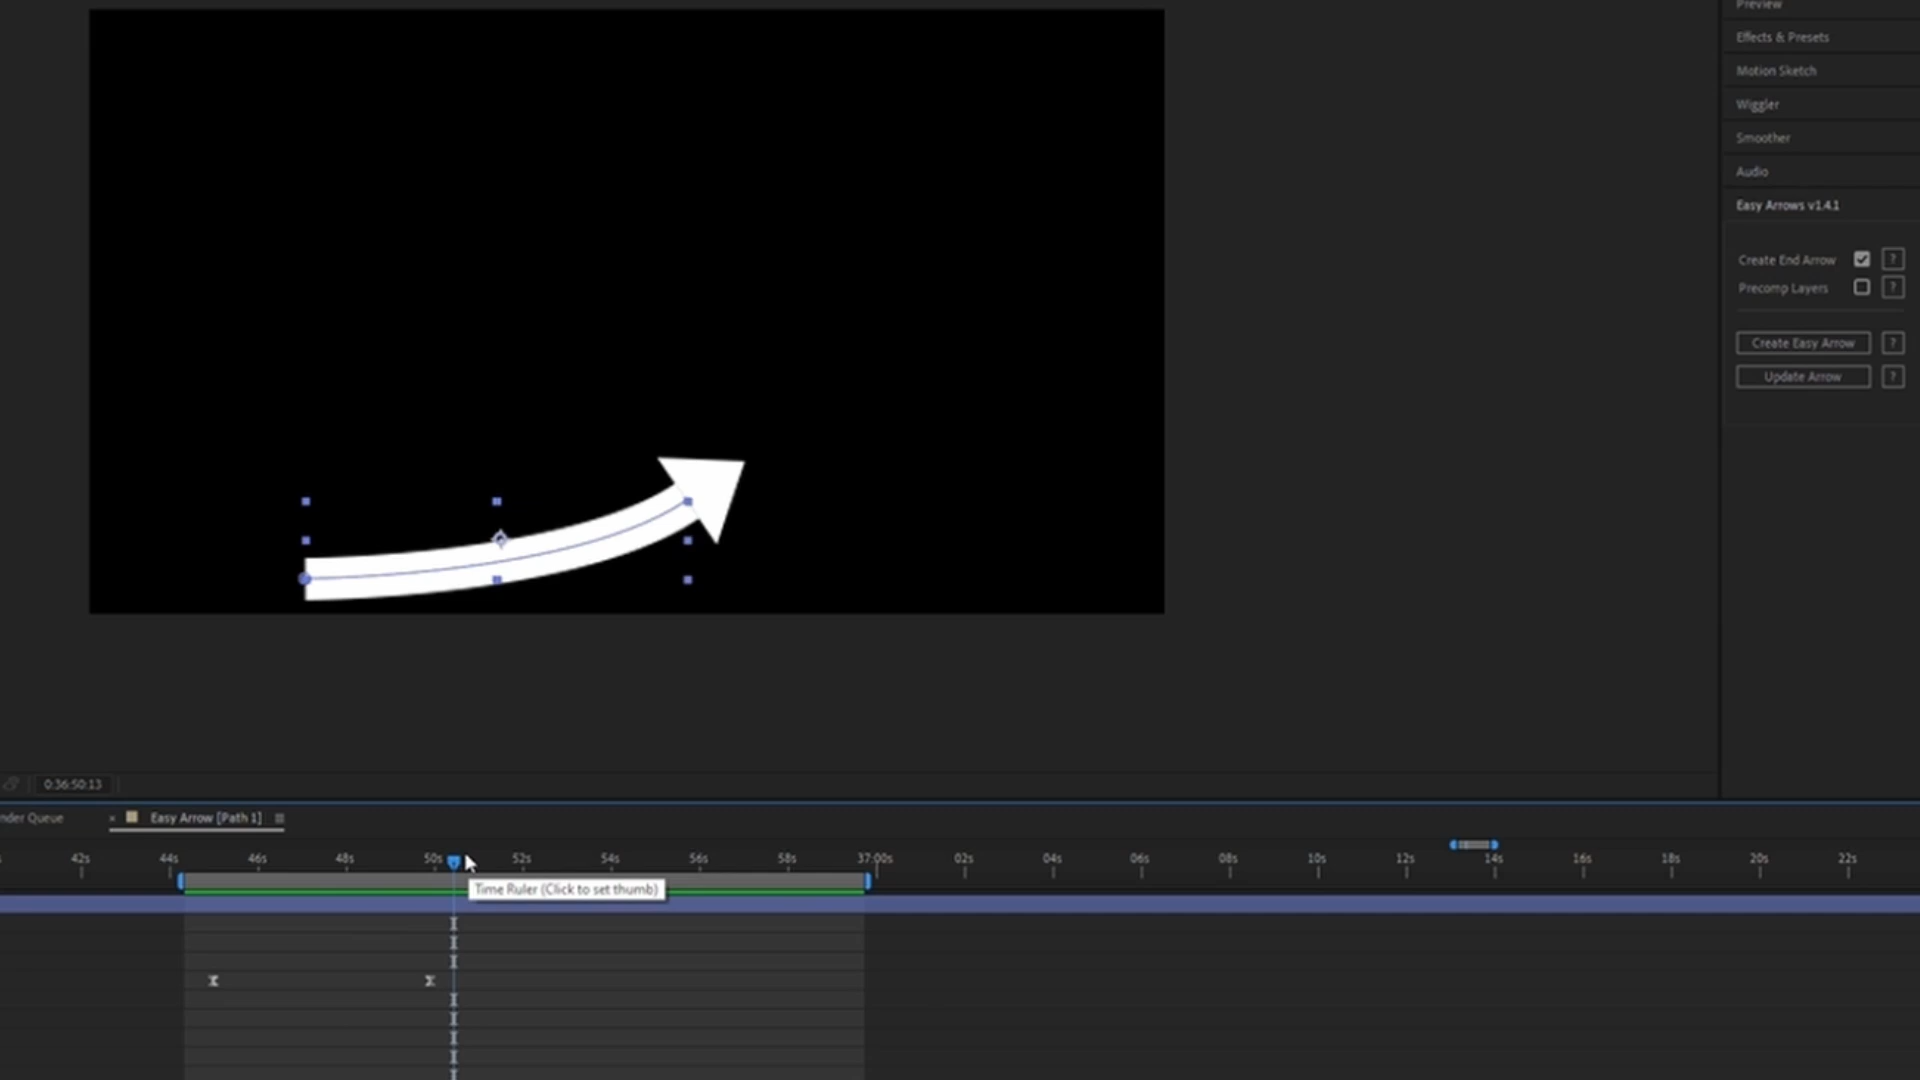 Preview
Effects & Presets
Motion Sketch
Wiggler
Smoother
Audio
Easy Arrows v1.4.1
Create End Arrow ?
Precomp Layers ?
Create Easy Arrow ?
Update Arrow ?
0:36:50:13
nder Queue × Easy Arrow [Path 1]
42s 44s 46s 48s 50s 52s 54s 56s 58s 37:00s 02s 04s 06s 08s 10s 12s 14s 16s 18s 20s 22s
Time Ruler (Click to set thumb)